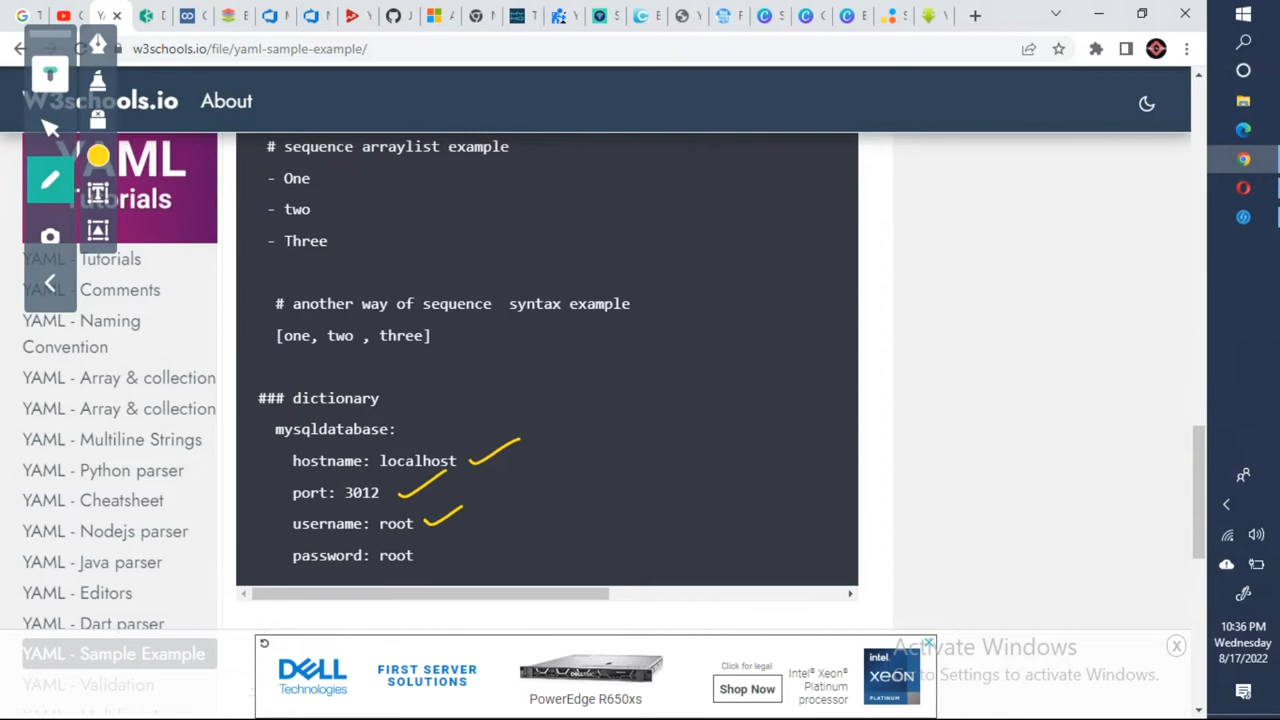 w3schools.io/file/yaml-sample-example/
W3schools.io About
YAML
Tutorials
YAML - Tutorials
YAML - Comments
YAML - Naming
Convention
YAML - Array & collection
YAML - Array & collection
YAML - Multiline Strings
YAML - Python parser
YAML - Cheatsheet
YAML - Nodejs parser
YAML - Java parser
YAML - Editors
YAML - Dart parser
YAML - Sample Example
YAML - Validation
# sequence arraylist example
- One
- two
- Three
# another way of sequence  syntax example
[one, two , three]
### dictionary
mysqldatabase:
hostname: localhost
port: 3012
username: root
password: root
DELL
Technologies
FIRST SERVER
SOLUTIONS
PowerEdge R650xs
Click for legal
Shop Now
Intel® Xeon®
Platinum
processor
intel.
XEON
PLATINUM
Activate Windows
to Settings to activate Windows.
10:36 PM
Wednesday
8/17/2022